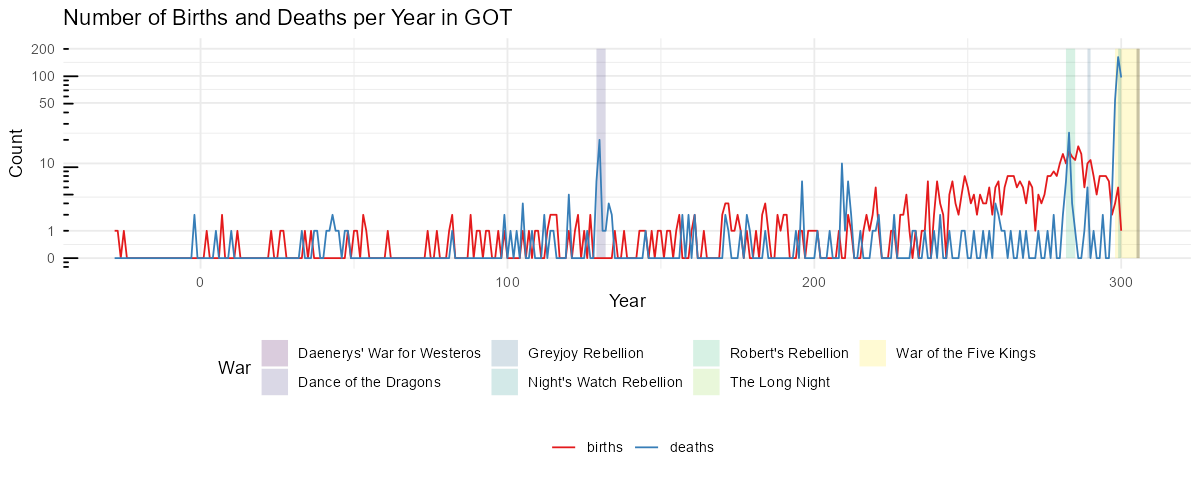 Number of Births and Deaths per Year in GOT
200
100
50
10
1
0
Count
0 100 200 300
Year
War
Daenerys' War for Westeros Greyjoy Rebellion Robert's Rebellion War of the Five Kings
Dance of the Dragons Night's Watch Rebellion The Long Night
births deaths